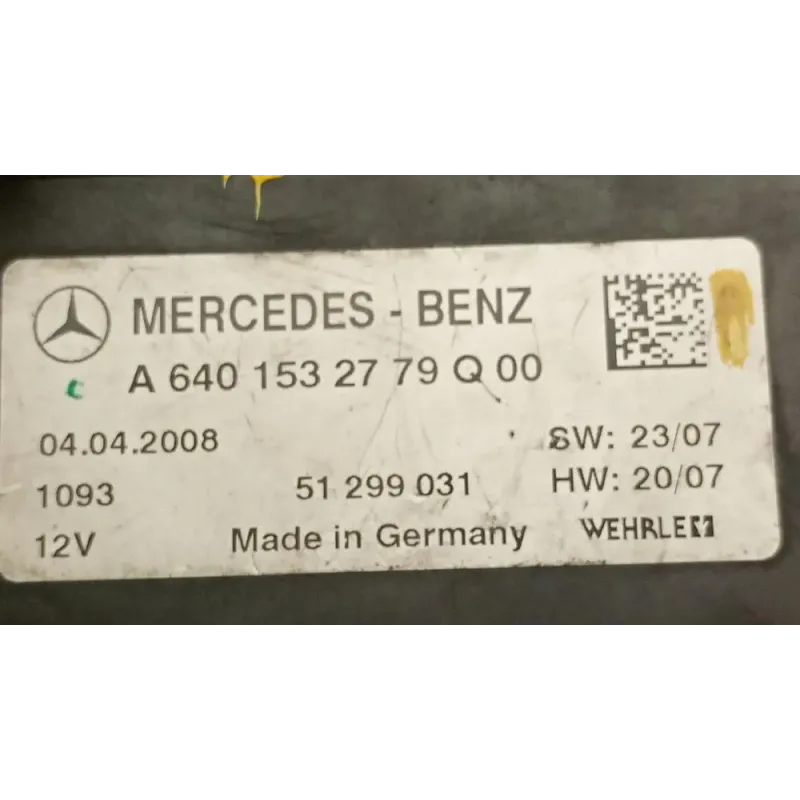 MERCEDES - BENZ
A 640 153 27 79 Q 00
04.04.2008
SW: 23/07
1093
51 299 031
HW: 20/07
12V
Made in Germany
WEHRLE